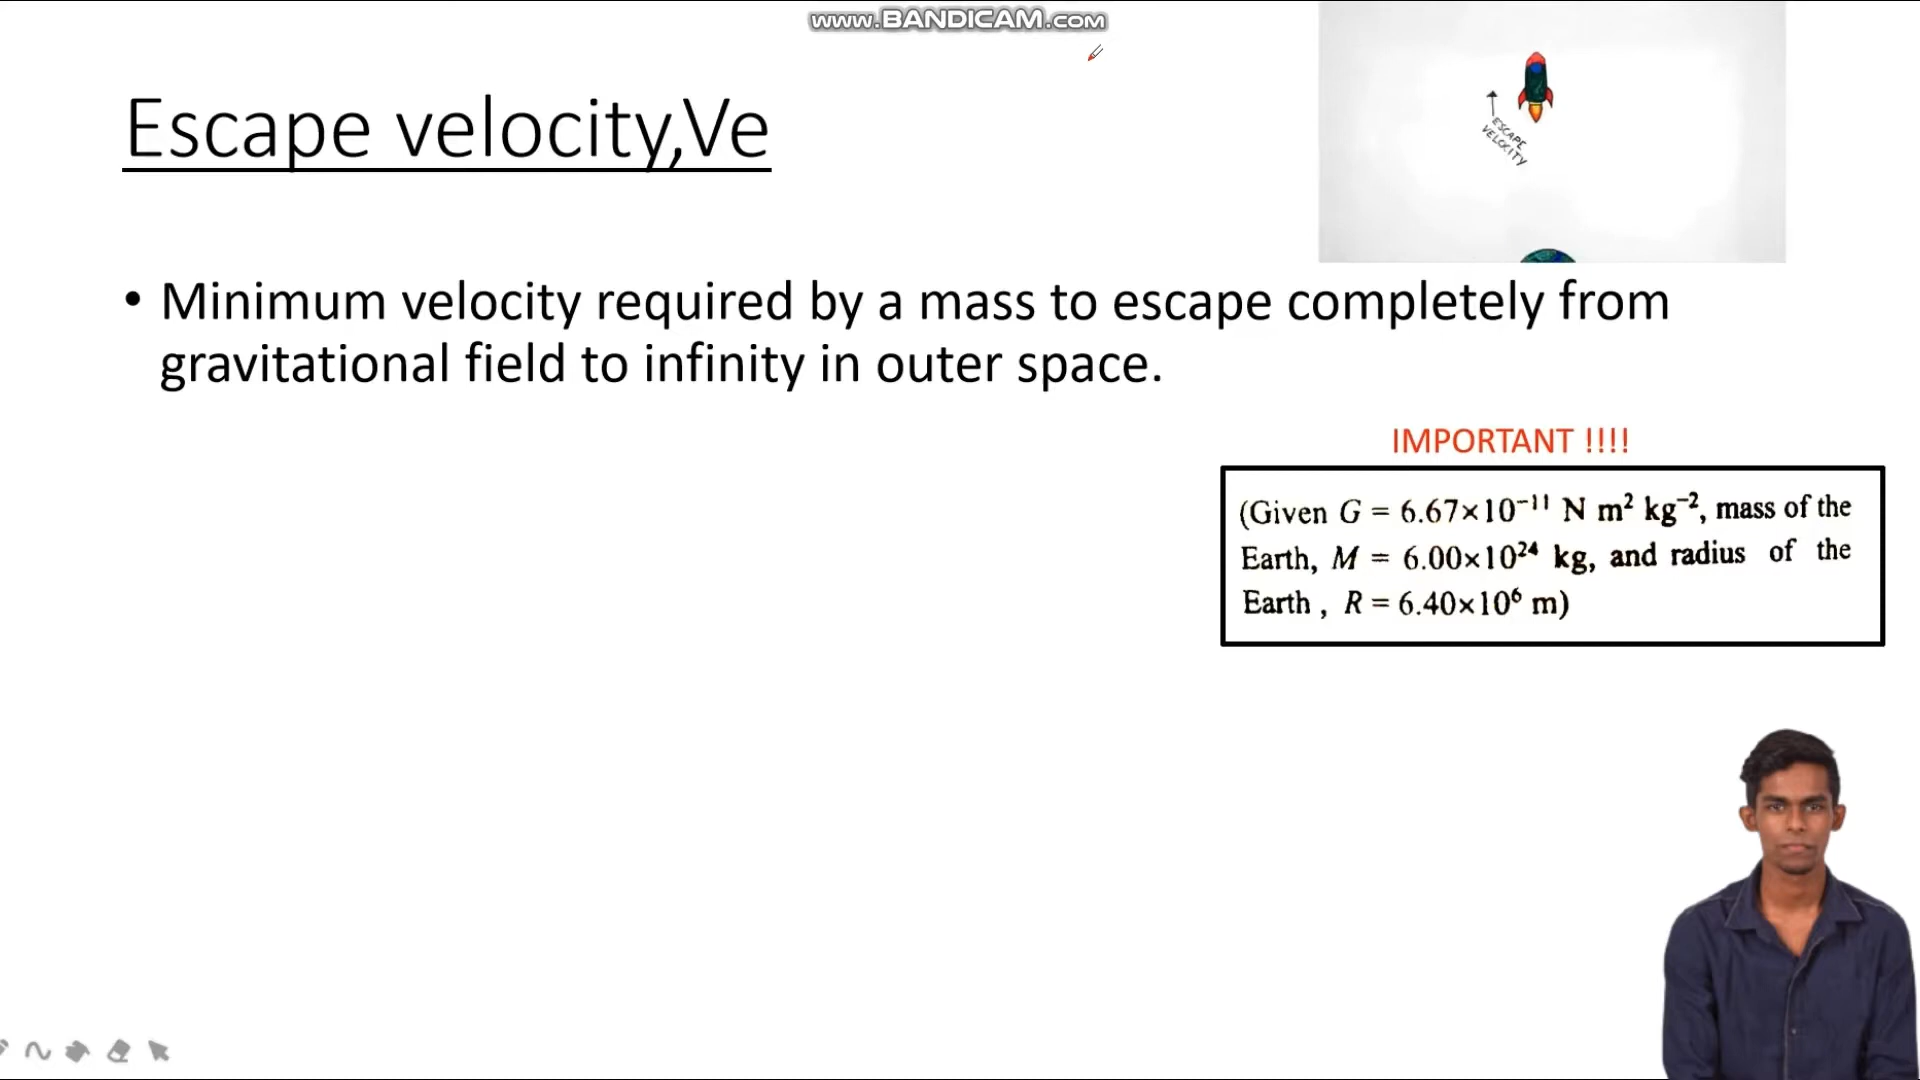 www.BANDICAM.com
Escape velocity,Ve
ESCAPE
VELOCITY
• Minimum velocity required by a mass to escape completely from
gravitational field to infinity in outer space.
IMPORTANT !!!!
(Given G = 6.67×10⁻¹¹ N m² kg⁻², mass of the
Earth, M = 6.00×10²⁴ kg, and radius of the
Earth , R = 6.40×10⁶ m)